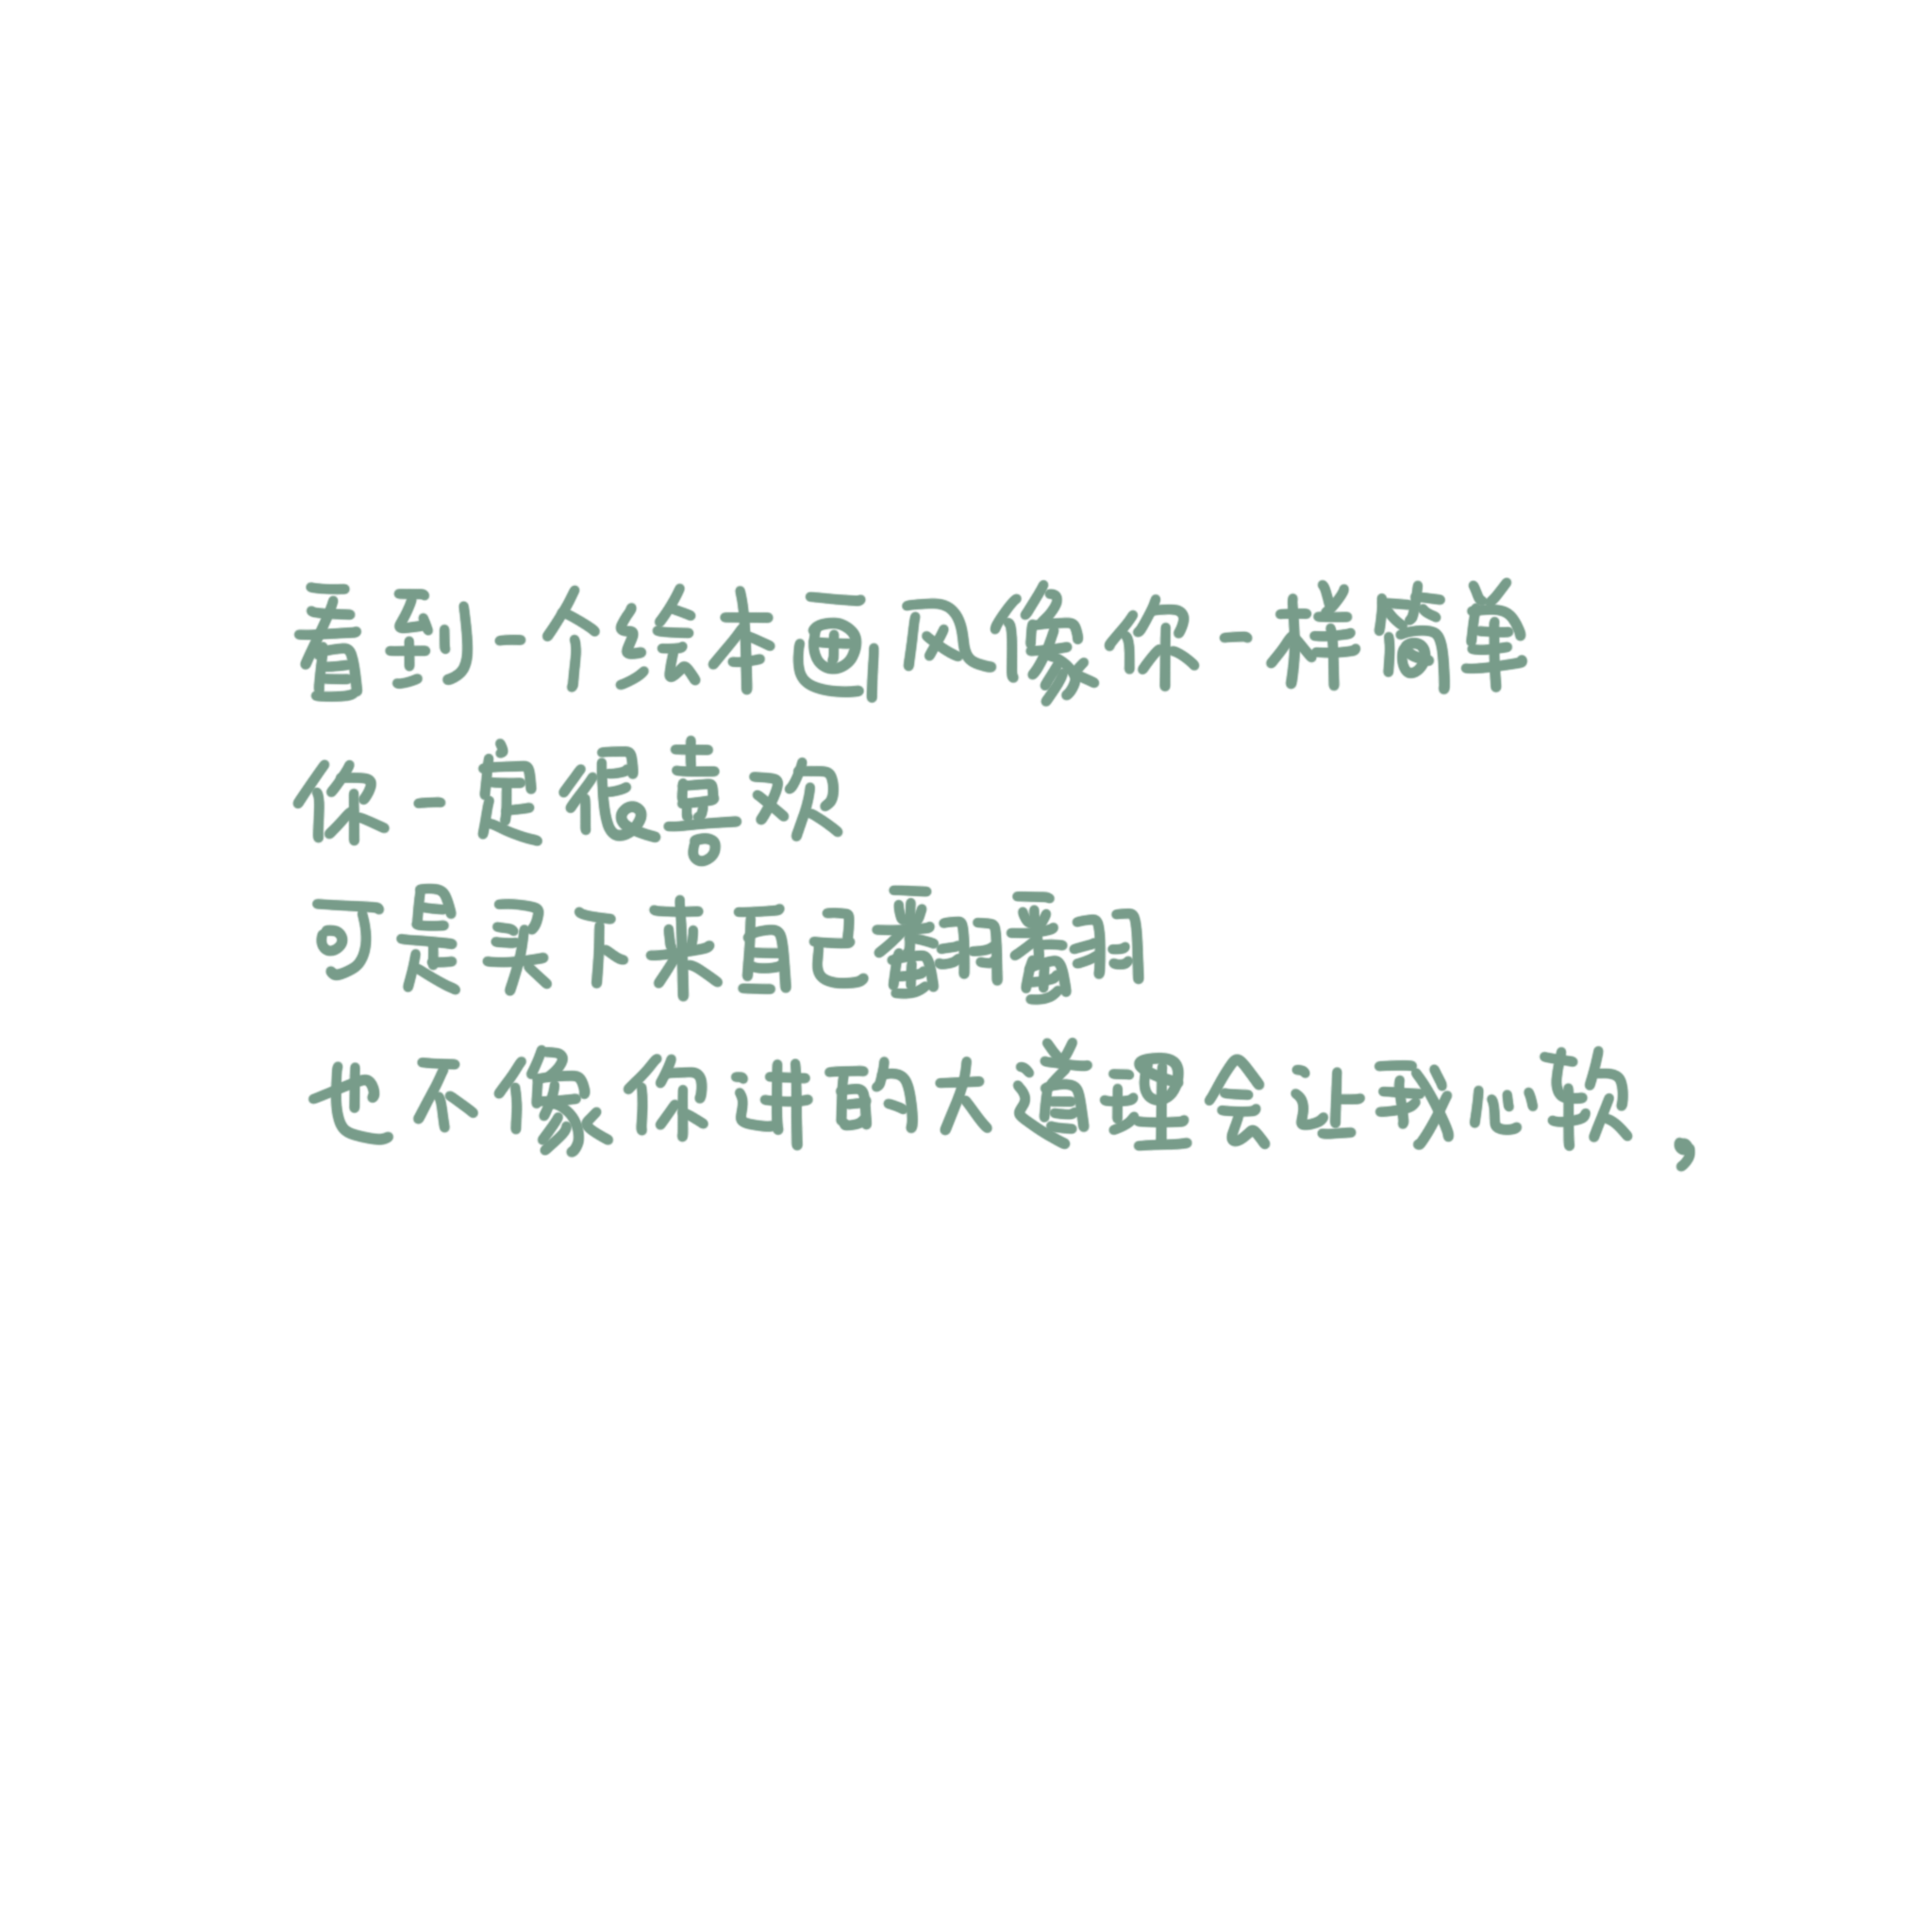 看到一个绘本画风像你一样简单
你一定很喜欢
可是买下来自己翻翻
也不像你讲的大道理会让我心软，